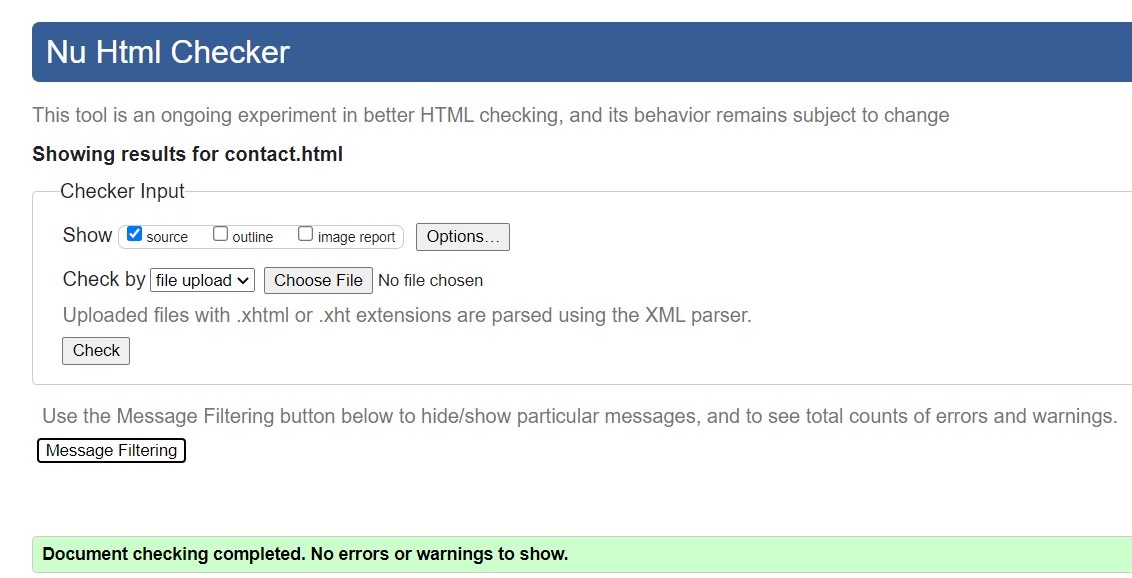 Nu Html Checker
This tool is an ongoing experiment in better HTML checking, and its behavior remains subject to change
Showing results for contact.html
Checker Input
Show source outline image report Options...
Check by file upload Choose File No file chosen
Uploaded files with .xhtml or .xht extensions are parsed using the XML parser.
Check
Use the Message Filtering button below to hide/show particular messages, and to see total counts of errors and warnings.
Message Filtering
Document checking completed. No errors or warnings to show.